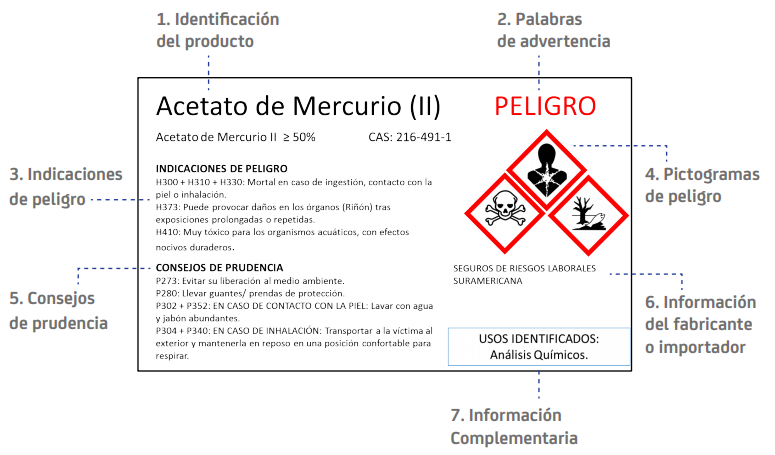 1. Identificación
del producto
2. Palabras
de advertencia
Acetato de Mercurio (II)
PELIGRO
Acetato de Mercurio II ≥ 50%
CAS: 216-491-1
3. Indicaciones
de peligro
INDICACIONES DE PELIGRO
H300 + H310 + H330: Mortal en caso de ingestión, contacto con la
piel o inhalación.
H373: Puede provocar daños en los órganos (Riñón) tras
exposiciones prolongadas o repetidas.
H410: Muy tóxico para los organismos acuáticos, con efectos
nocivos duraderos.
4. Pictogramas
de peligro
5. Consejos
de prudencia
CONSEJOS DE PRUDENCIA
P273: Evitar su liberación al medio ambiente.
P280: Llevar guantes/ prendas de protección.
P302 + P352: EN CASO DE CONTACTO CON LA PIEL: Lavar con agua
y jabón abundantes.
P304 + P340: EN CASO DE INHALACIÓN: Transportar a la víctima al
exterior y mantenerla en reposo en una posición confortable para
respirar.
SEGUROS DE RIESGOS LABORALES
SURAMERICANA
6. Información
del fabricante
o importador
USOS IDENTIFICADOS:
Análisis Químicos.
7. Información
Complementaria